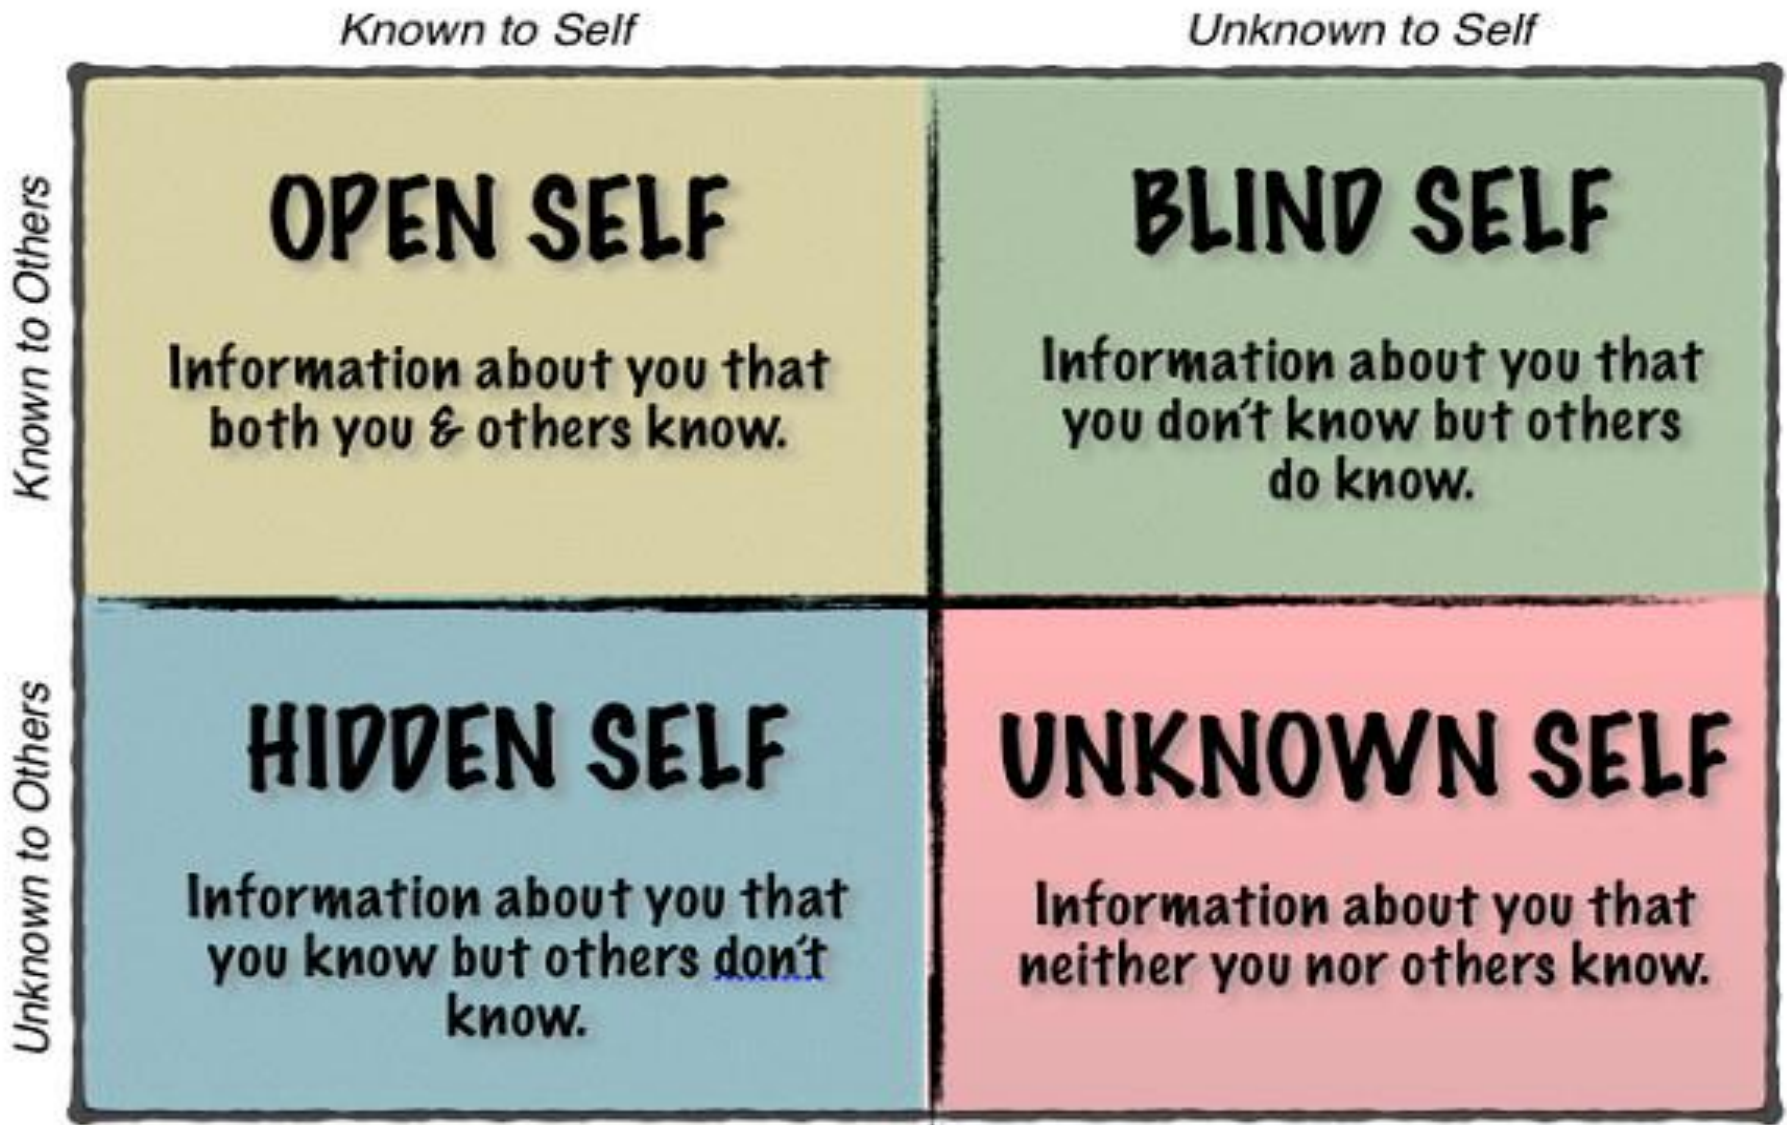 Known to Self
Unknown to Self
Known to Others
OPEN SELF
Information about you that
both you & others know.
BLIND SELF
Information about you that
you don't know but others
do know.
Unknown to Others
HIDDEN SELF
Information about you that
you know but others don't
know.
UNKNOWN SELF
Information about you that
neither you nor others know.